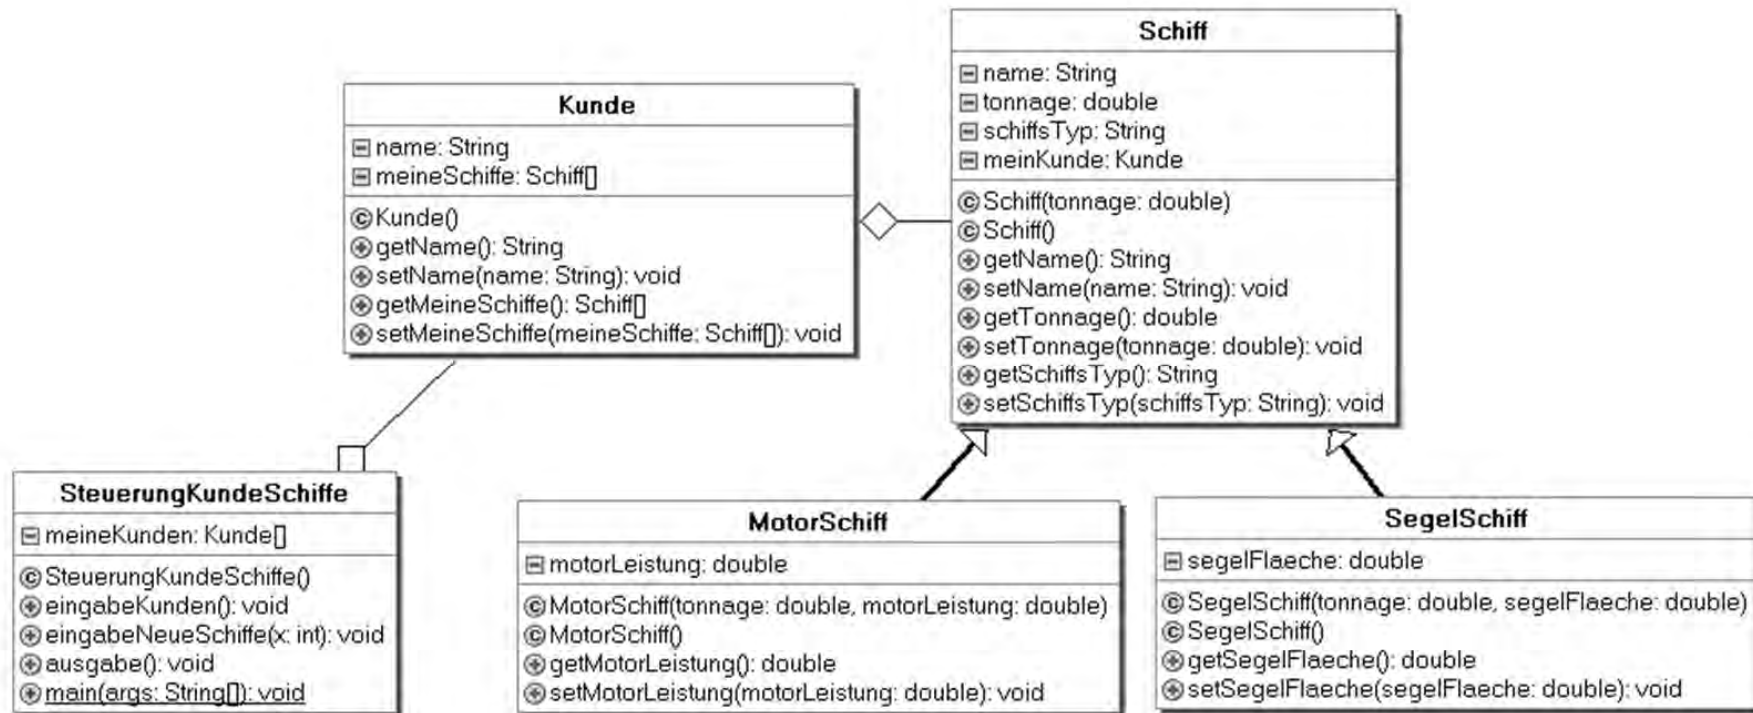 Kunde
name: String
meineSchiffe: Schiff[]
Kunde()
getName(): String
setName(name: String): void
getMeineSchiffe(): Schiff[]
setMeineSchiffe(meineSchiffe: Schiff[]): void
Schiff
name: String
tonnage: double
schiffsTyp: String
meinKunde: Kunde
Schiff(tonnage: double)
Schiff()
getName(): String
setName(name: String): void
getTonnage(): double
setTonnage(tonnage: double): void
getSchiffsTyp(): String
setSchiffsTyp(schiffsTyp: String): void
SteuerungKundeSchiffe
meineKunden: Kunde[]
SteuerungKundeSchiffe()
eingabeKunden(): void
eingabeNeueSchiffe(x: int): void
ausgabe(): void
main(args: String[]): void
MotorSchiff
motorLeistung: double
MotorSchiff(tonnage: double, motorLeistung: double)
MotorSchiff()
getMotorLeistung(): double
setMotorLeistung(motorLeistung: double): void
SegelSchiff
segelFlaeche: double
SegelSchiff(tonnage: double, segelFlaeche: double)
SegelSchiff()
getSegelFlaeche(): double
setSegelFlaeche(segelFlaeche: double): void